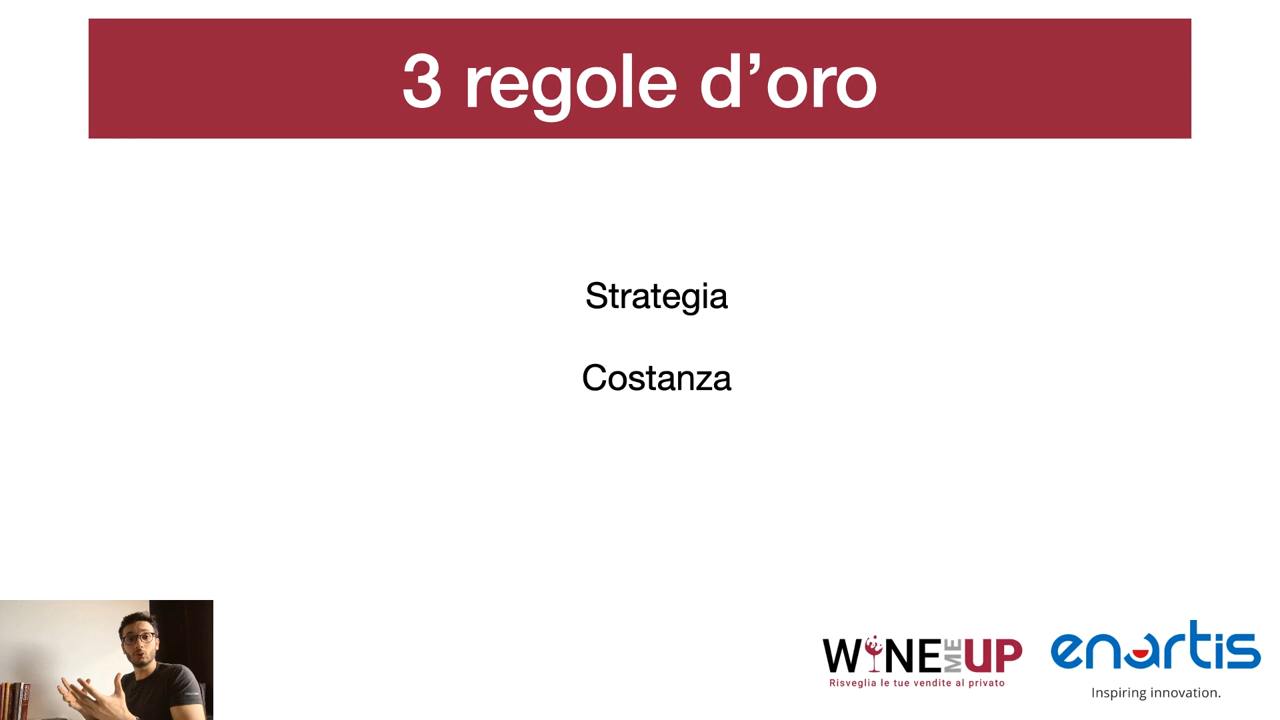 3 regole d’oro
Strategia
Costanza
WINE ME UP
Risveglia le tue vendite al privato
enartis
Inspiring innovation.